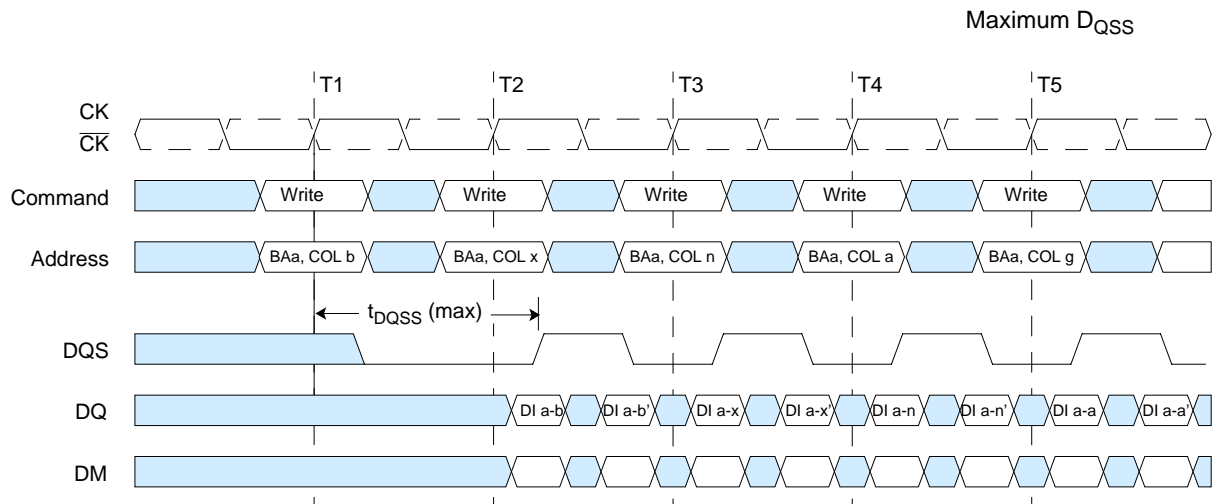 Maximum DQSS
T1 T2 T3 T4 T5
CK
CK
Command Write Write Write Write Write
Address BAa, COL b BAa, COL x BAa, COL n BAa, COL a BAa, COL g
tDQSS (max)
DQS
DQ DI a-b DI a-b’ DI a-x DI a-x’ DI a-n DI a-n’ DI a-a DI a-a’
DM